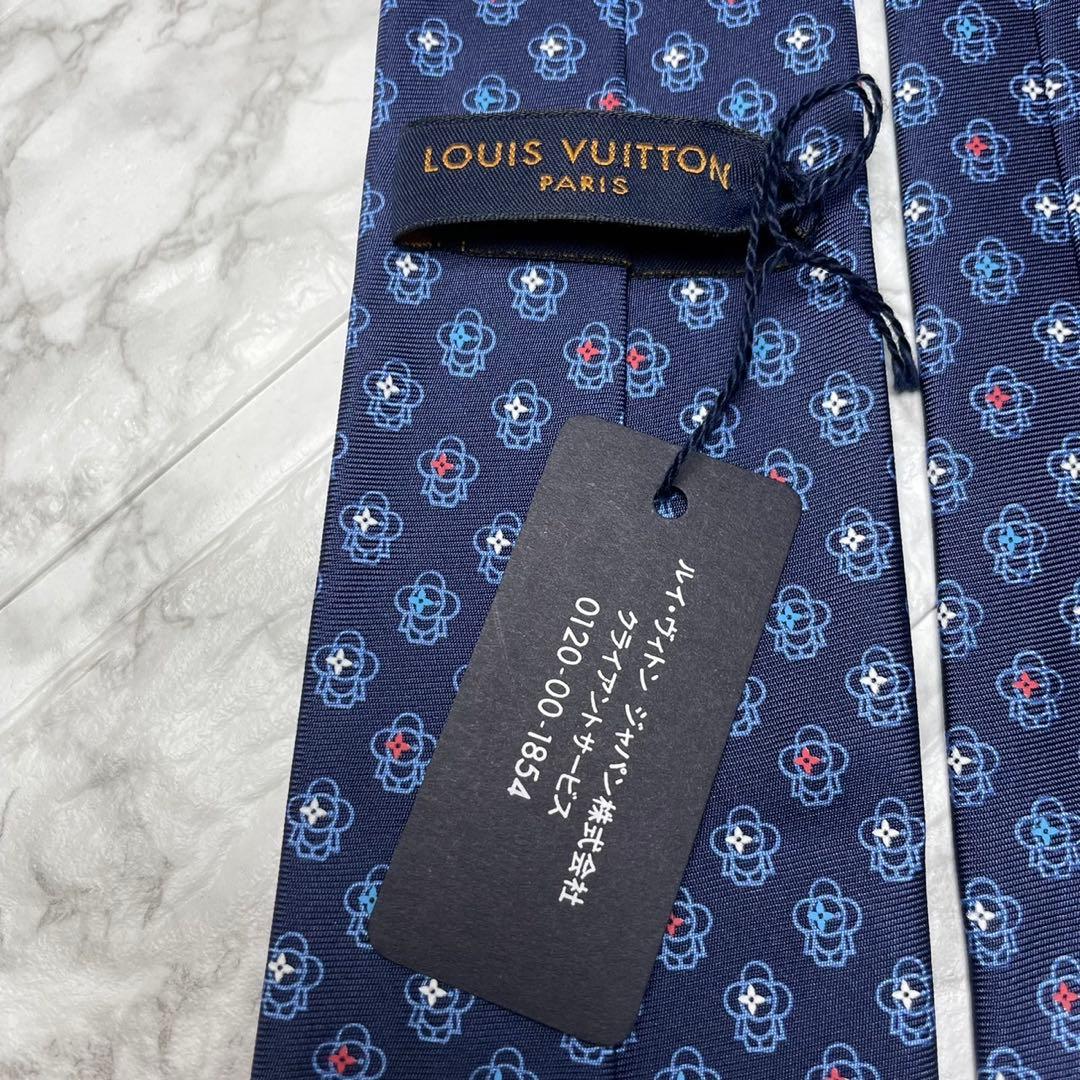 LOUIS VUITTON
PARIS
ルイ・ヴィトン ジャパン株式会社
クライアントサービス
0120-00-1854